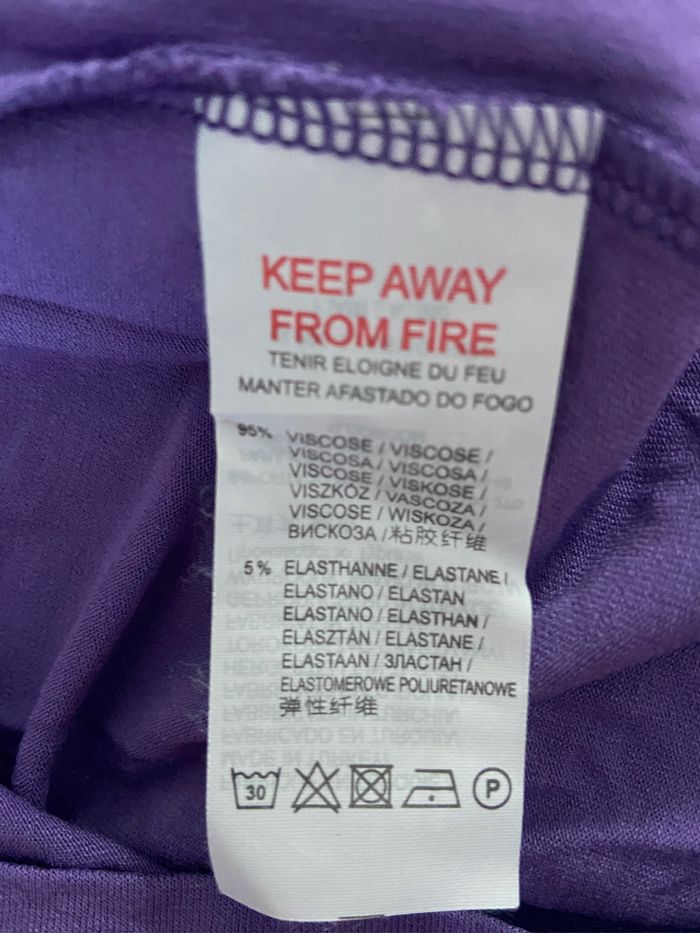 KEEP AWAY
FROM FIRE
TENIR ELOIGNE DU FEU
MANTER AFASTADO DO FOGO
95% VISCOSE / VISCOSE /
VISCOSA / VISCOSA /
VISCOSE / VISKOSE /
VISZKÓZ / VASCOZA /
VISCOSE / WISKOZA /
ВИСКОЗА /粘胶纤维
5% ELASTHANNE / ELASTANE /
ELASTANO / ELASTAN
ELASTANO / ELASTHAN /
ELASZTÁN / ELASTANE /
ELASTAAN / ЗЛАСТАН /
ELASTOMEROWE POLIURETANOWE
弹性纤维
30
P